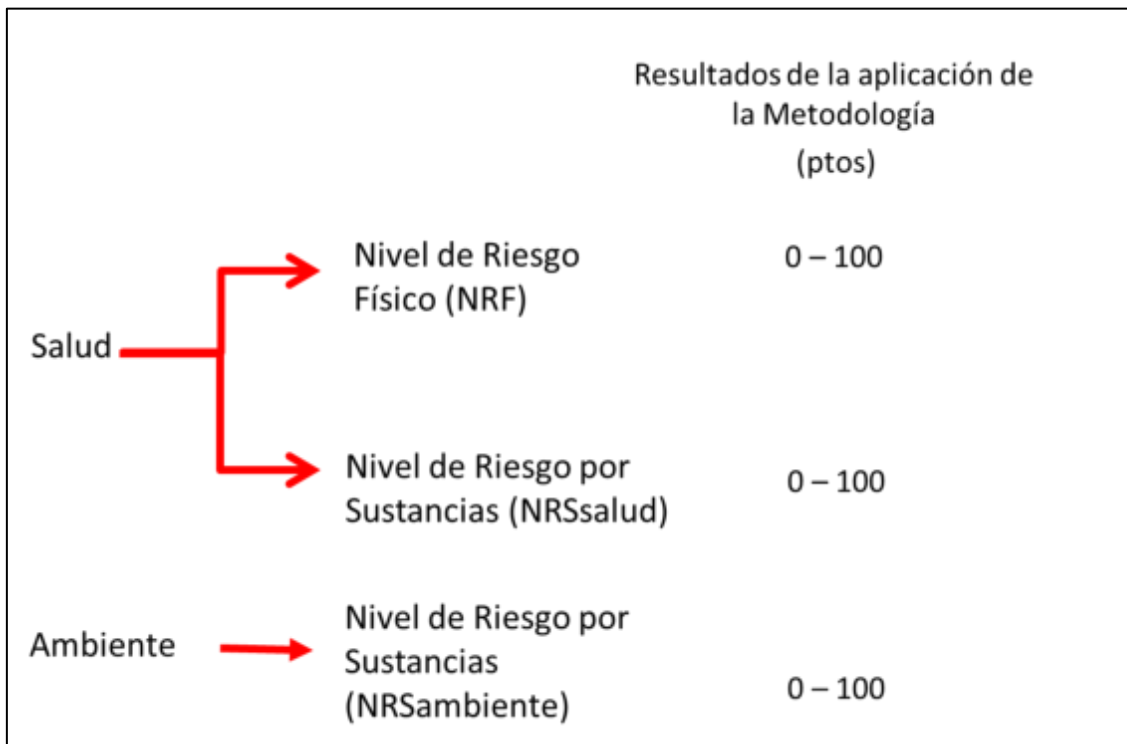 Resultados de la aplicación de
la Metodología
(ptos)
Nivel de Riesgo
Físico (NRF)
0 – 100
Salud
Nivel de Riesgo por
Sustancias (NRSsalud)
0 – 100
Ambiente
Nivel de Riesgo por
Sustancias
(NRSambiente)
0 – 100